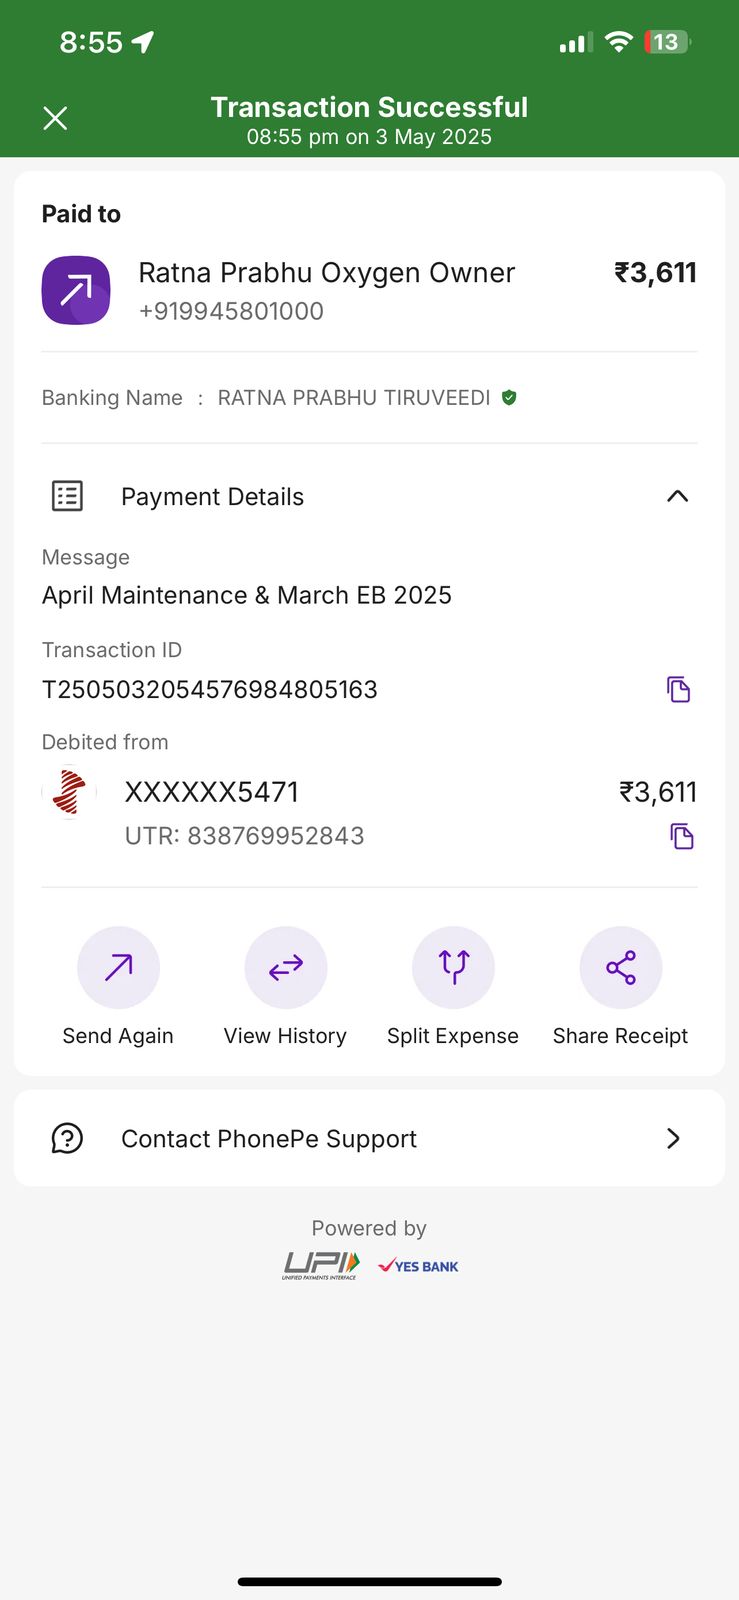 8:55
13
Transaction Successful
08:55 pm on 3 May 2025
Paid to
Ratna Prabhu Oxygen Owner ₹3,611
+919945801000
Banking Name : RATNA PRABHU TIRUVEEDI
Payment Details
Message
April Maintenance & March EB 2025
Transaction ID
T2505032054576984805163
Debited from
XXXXXX5471 ₹3,611
UTR: 838769952843
Send Again View History Split Expense Share Receipt
Contact PhonePe Support
Powered by
UPI YES BANK
UNIFIED PAYMENTS INTERFACE